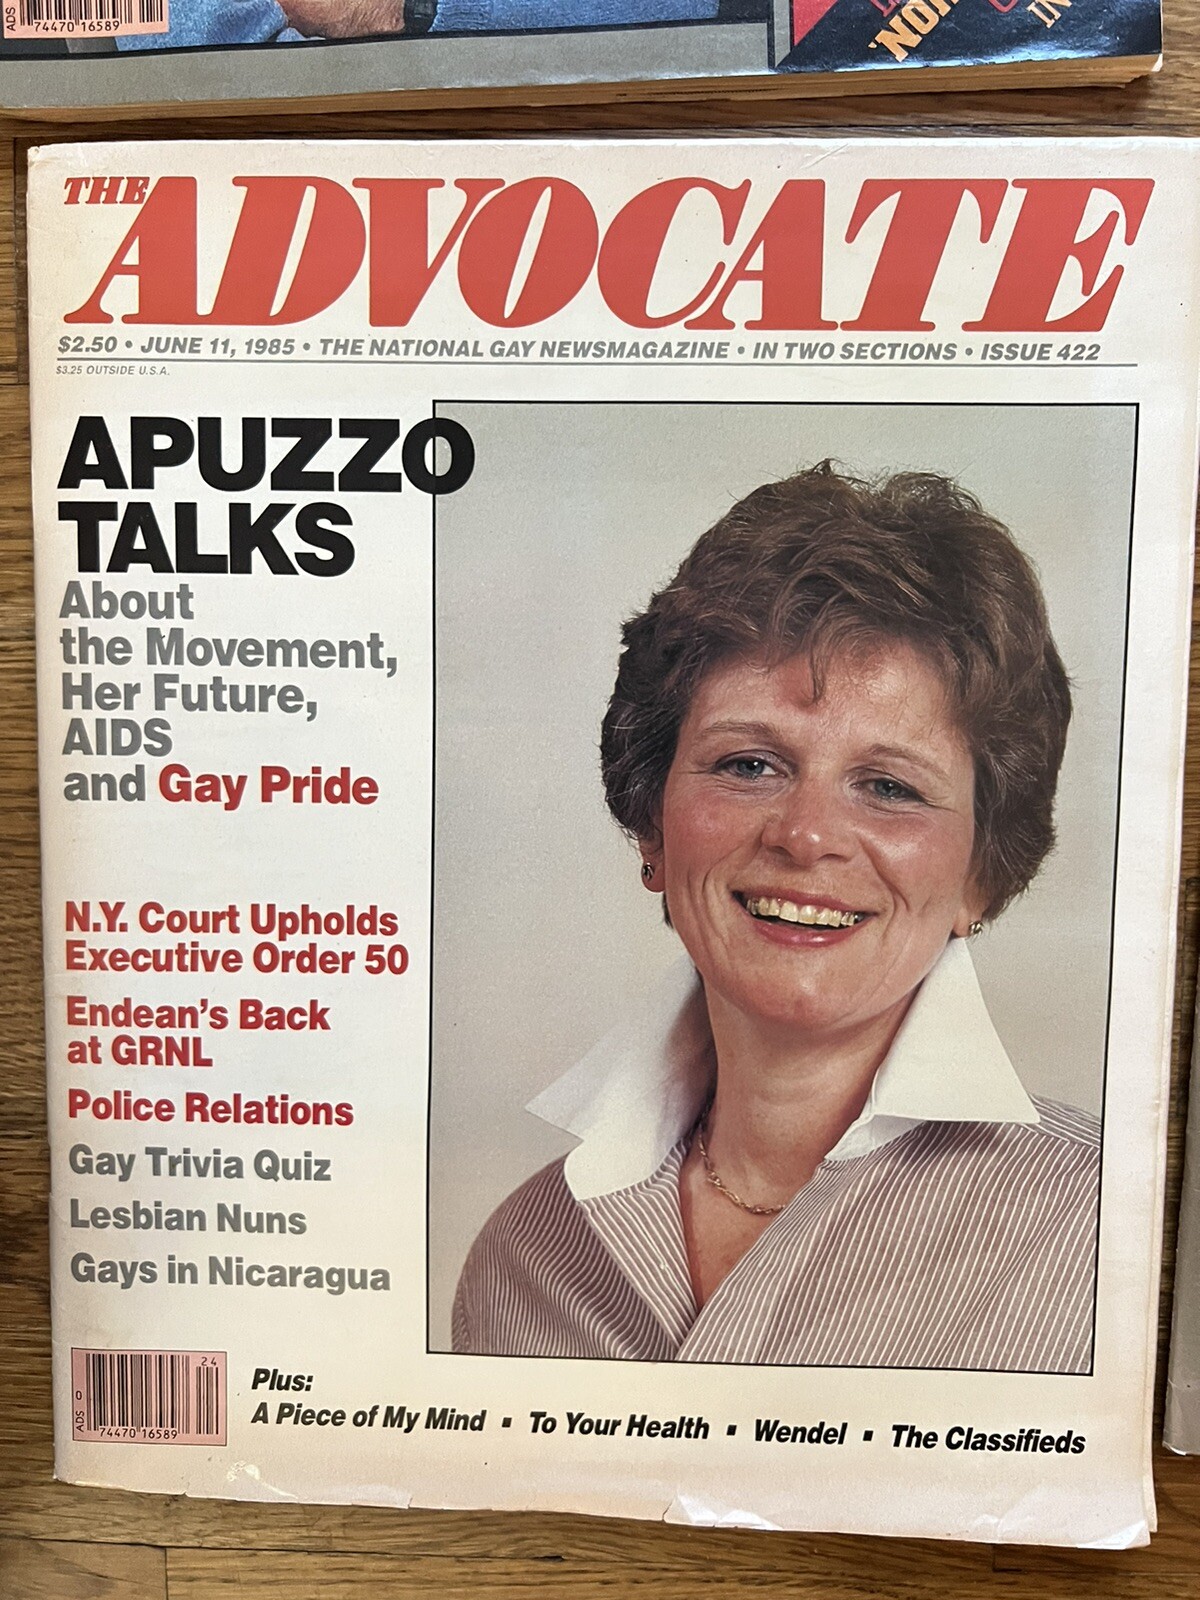 ADS
74470 16589
THE ADVOCATE
$2.50 • JUNE 11, 1985 • THE NATIONAL GAY NEWSMAGAZINE • IN TWO SECTIONS • ISSUE 422
$3.25 OUTSIDE U.S.A.
APUZZO
TALKS
About
the Movement,
Her Future,
AIDS
and Gay Pride
N.Y. Court Upholds
Executive Order 50
Endean's Back
at GRNL
Police Relations
Gay Trivia Quiz
Lesbian Nuns
Gays in Nicaragua
24
ADS 0
74470 16589
Plus:
A Piece of My Mind ▪ To Your Health ▪ Wendel ▪ The Classifieds